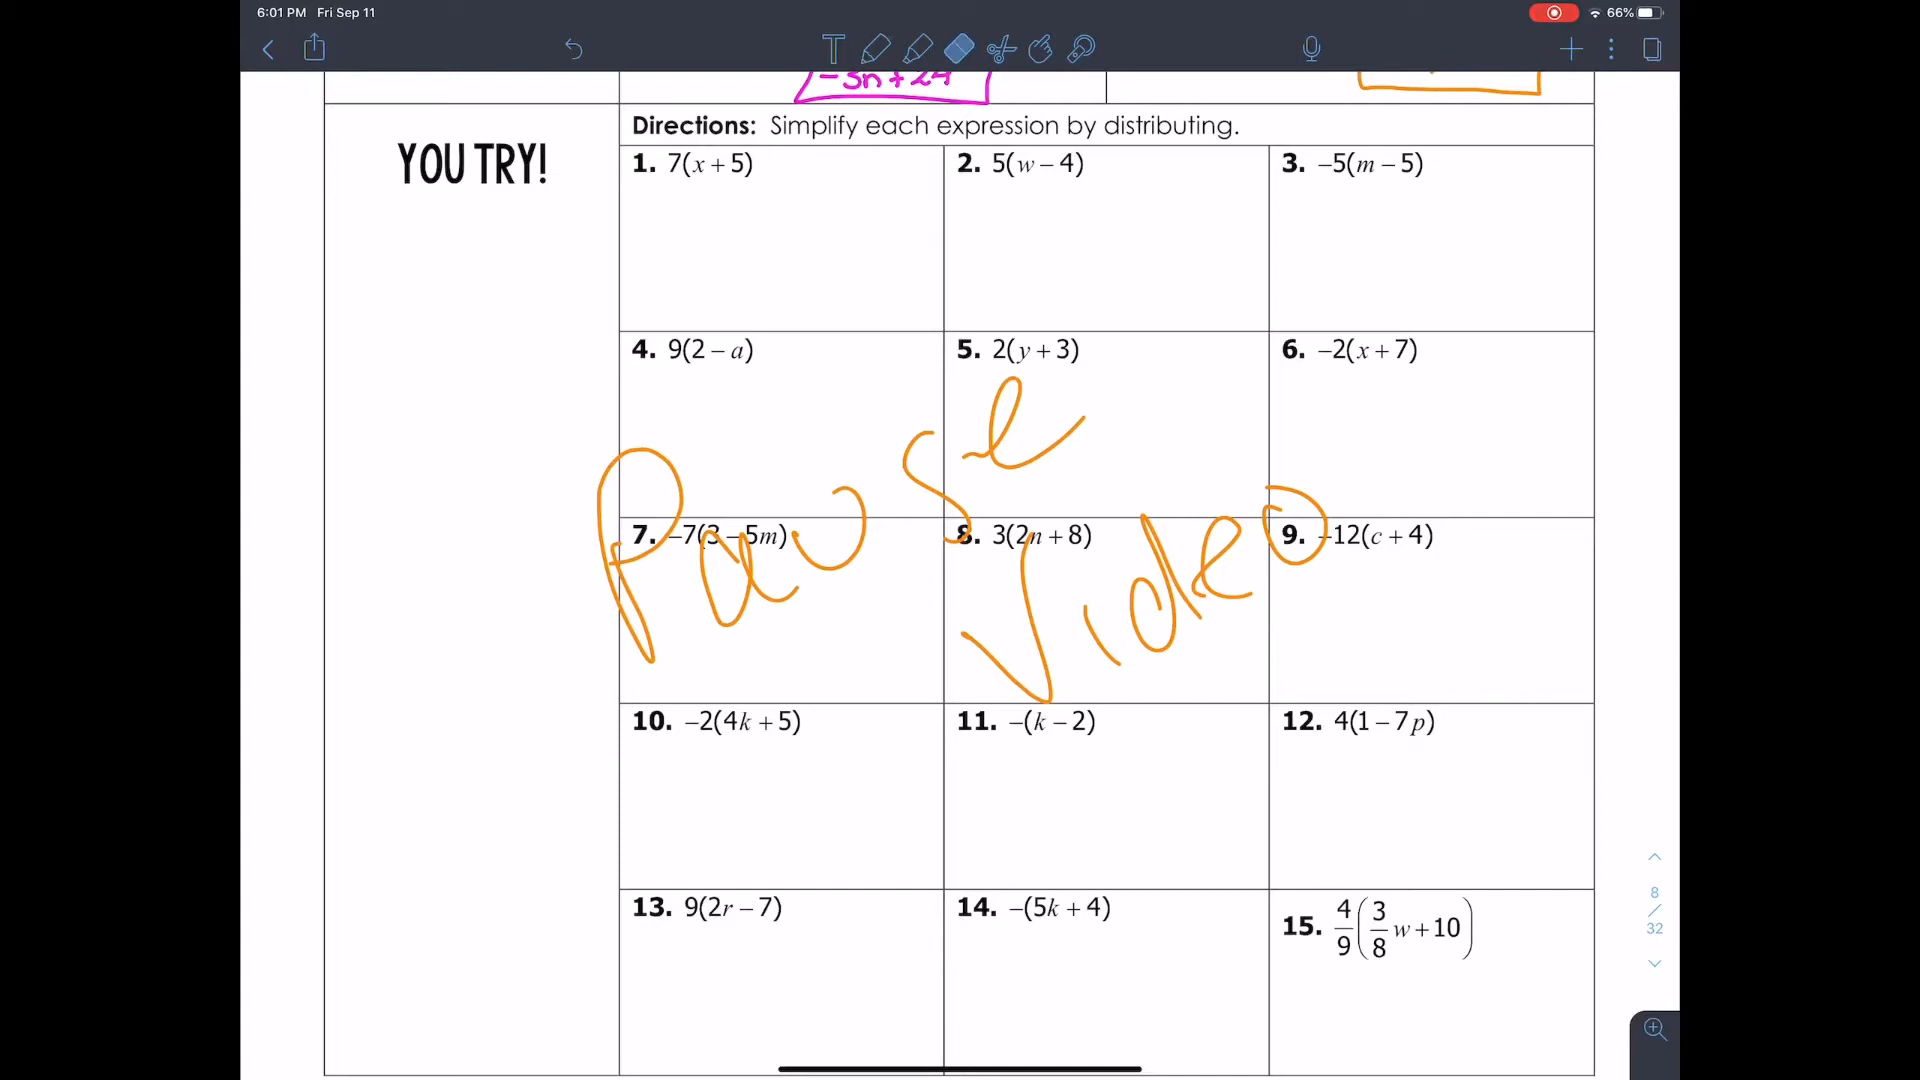 6:01 PM Fri Sep 11
66%
-3n+24
Directions: Simplify each expression by distributing.
YOU TRY!
1. 7(x + 5)
2. 5(w – 4)
3. –5(m – 5)
4. 9(2 – a)
5. 2(y + 3)
6. –2(x + 7)
Pause
7. –7(3 – 5m)
8. 3(2n + 8)
9. –12(c + 4)
Video
10. –2(4k + 5)
11. –(k – 2)
12. 4(1 – 7p)
13. 9(2r – 7)
14. –(5k + 4)
15. 4/9(3/8 w + 10)
8
/
32